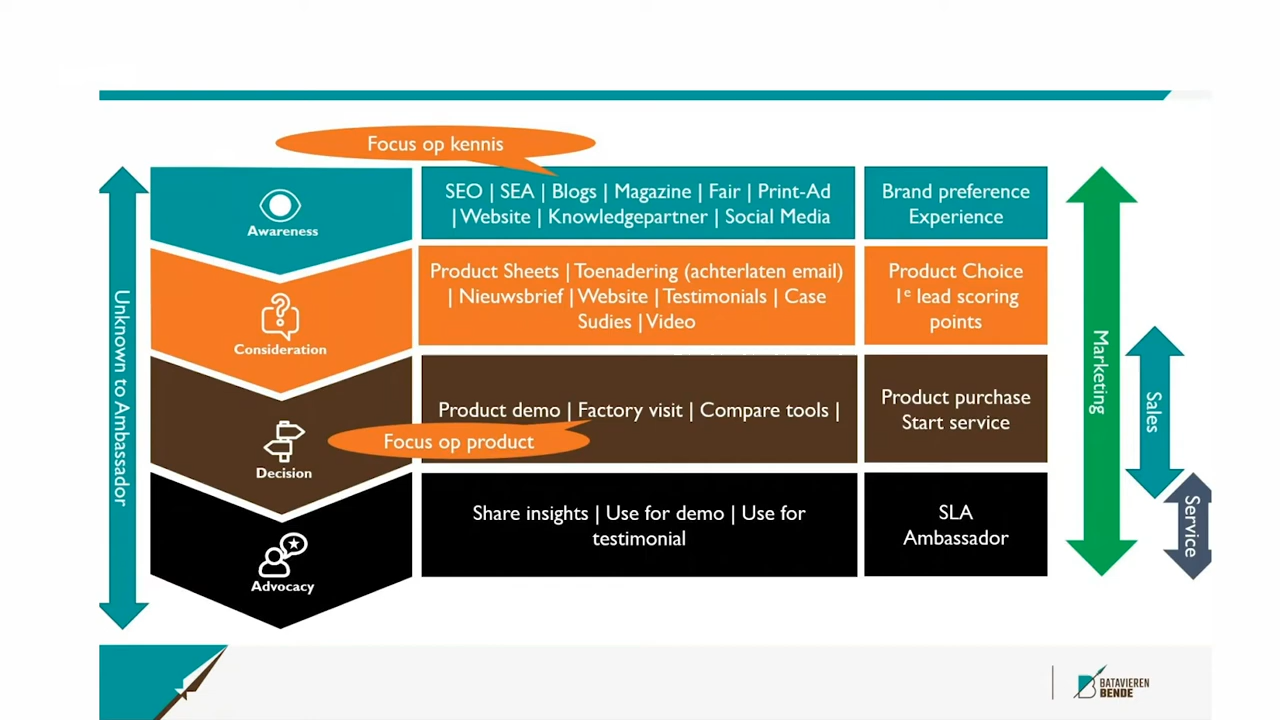 Focus op kennis
Unknown to Ambassador
Awareness
SEO | SEA | Blogs | Magazine | Fair | Print-Ad
| Website | Knowledgepartner | Social Media
Brand preference
Experience
Consideration
Product Sheets | Toenadering (achterlaten email)
| Nieuwsbrief | Website | Testimonials | Case
Sudies | Video
Product Choice
1e lead scoring
points
Decision
Product demo | Factory visit | Compare tools |
Focus op product
Product purchase
Start service
Advocacy
Share insights | Use for demo | Use for
testimonial
SLA
Ambassador
Marketing
Sales
Service
BATAVIEREN
BENDE